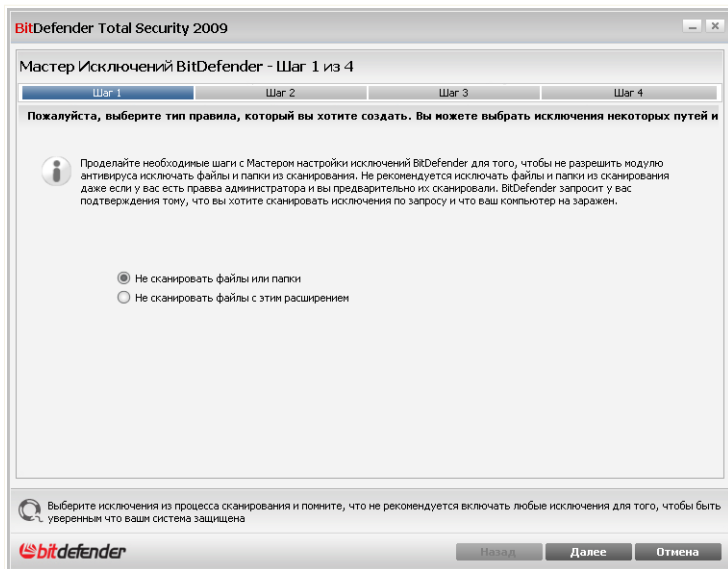 BitDefender Total Security 2009
Мастер Исключений BitDefender - Шаг 1 из 4
Шаг 1 Шаг 2 Шаг 3 Шаг 4
Пожалуйста, выберите тип правила, который вы хотите создать. Вы можете выбрать исключения некоторых путей и
Проделайте необходимые шаги с Мастером настройки исключений BitDefender для того, чтобы не разрешить модулю
антивируса исключать файлы и папки из сканирования. Не рекомендуется исключать файлы и папки из сканирования
даже если у вас есть правва администратора и вы предварительно их сканировали. BitDefender запросит у вас
подтверждения тому, что вы хотите сканировать исключения по запросу и что ваш компьютер на заражен.
Не сканировать файлы или папки
Не сканировать файлы с этим расширением
Выберите исключения из процесса сканирования и помните, что не рекомендуется включать любые исключения для того, чтобы быть
уверенным что вашм система защищена
bitdefender
Назад Далее Отмена